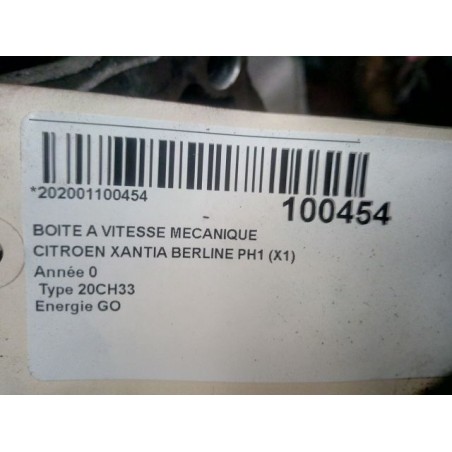 *202001100454
100454
BOITE A VITESSE MECANIQUE
CITROEN XANTIA BERLINE PH1 (X1)
Année 0
Type 20CH33
Energie GO